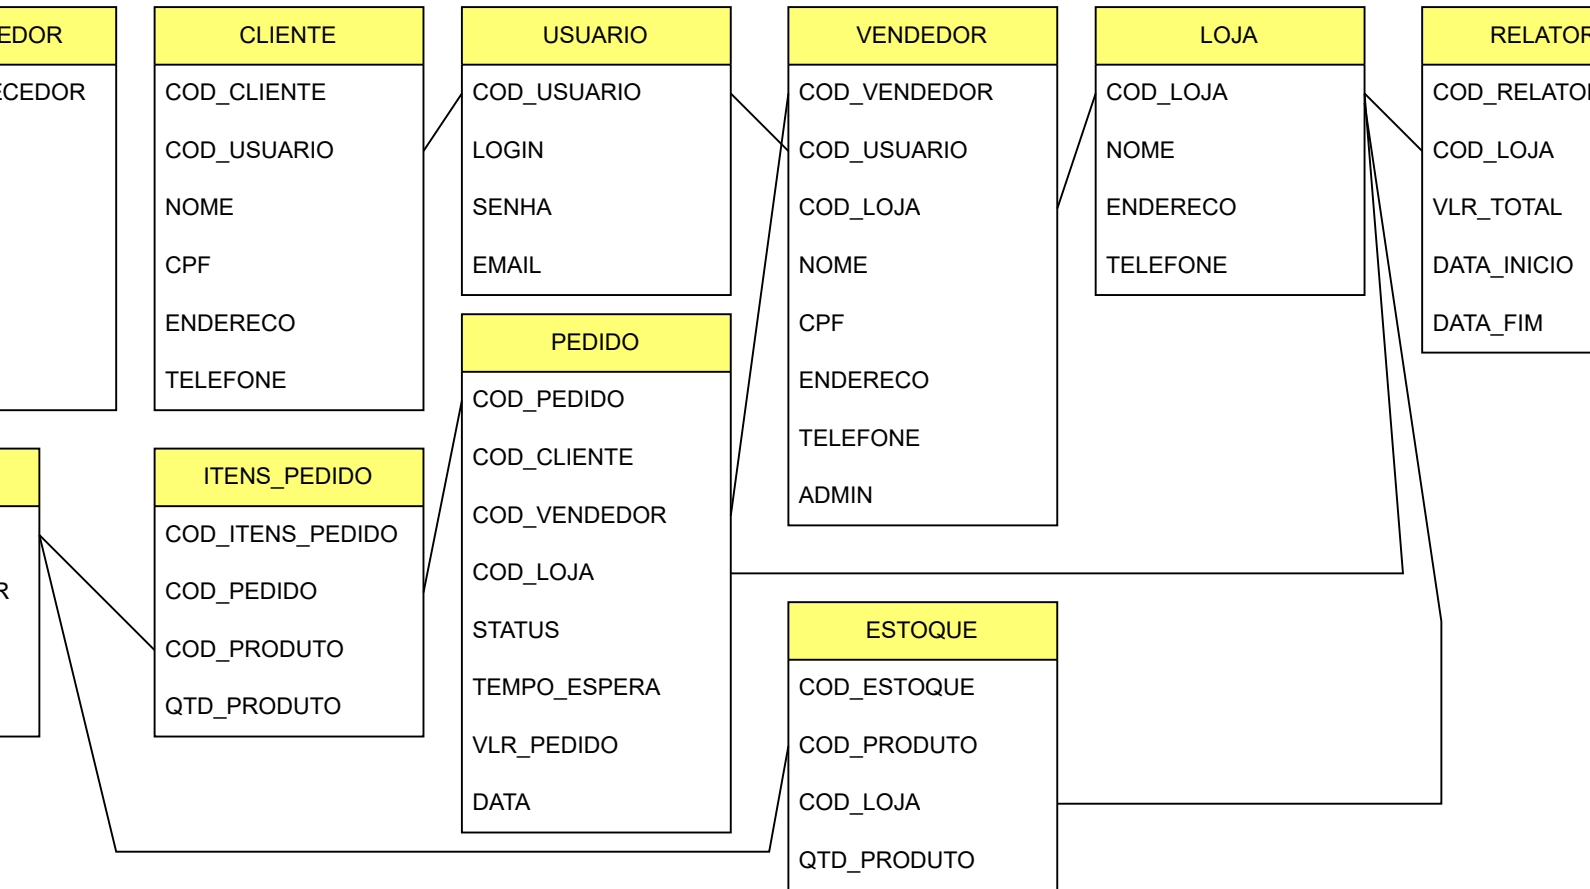 EDOR
ECEDOR
CLIENTE
COD_CLIENTE
COD_USUARIO
NOME
CPF
ENDERECO
TELEFONE
USUARIO
COD_USUARIO
LOGIN
SENHA
EMAIL
VENDEDOR
COD_VENDEDOR
COD_USUARIO
COD_LOJA
NOME
CPF
ENDERECO
TELEFONE
ADMIN
LOJA
COD_LOJA
NOME
ENDERECO
TELEFONE
RELATOR
COD_RELATOR
COD_LOJA
VLR_TOTAL
DATA_INICIO
DATA_FIM
R
ITENS_PEDIDO
COD_ITENS_PEDIDO
COD_PEDIDO
COD_PRODUTO
QTD_PRODUTO
PEDIDO
COD_PEDIDO
COD_CLIENTE
COD_VENDEDOR
COD_LOJA
STATUS
TEMPO_ESPERA
VLR_PEDIDO
DATA
ESTOQUE
COD_ESTOQUE
COD_PRODUTO
COD_LOJA
QTD_PRODUTO